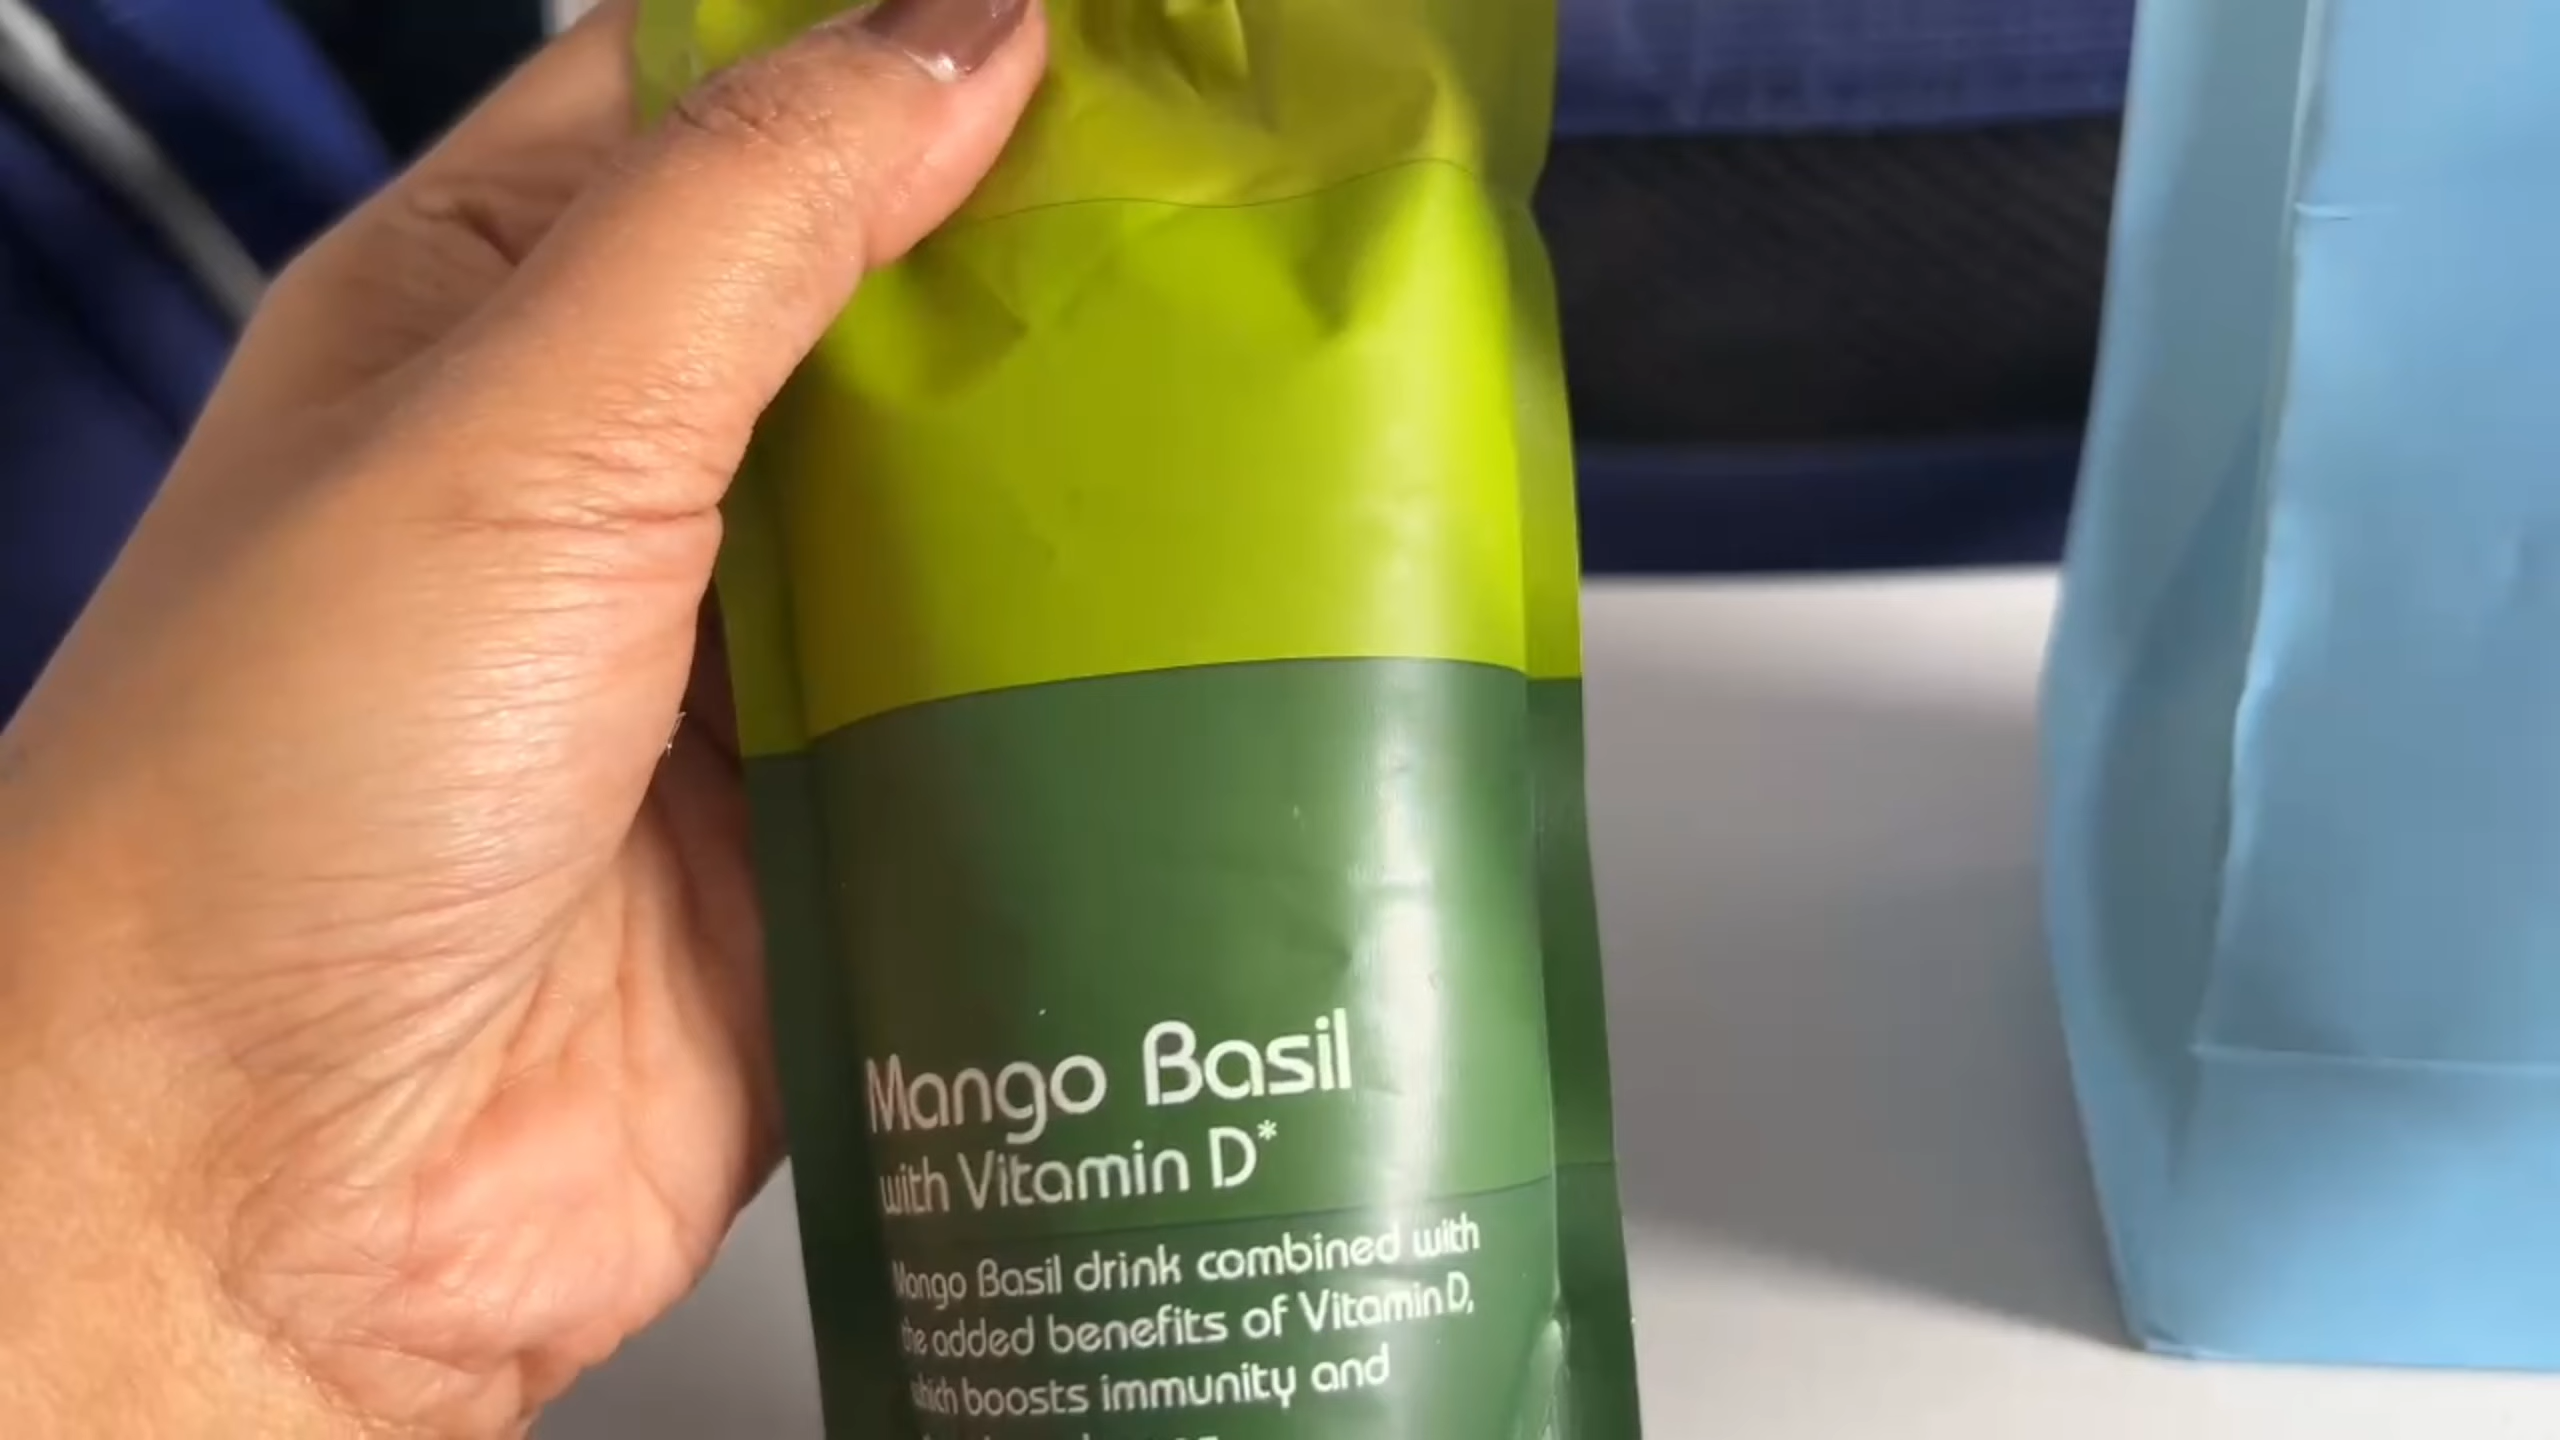 Mango Basil
with Vitamin D*
Mango Basil drink combined with
the added benefits of Vitamin D,
which boosts immunity and